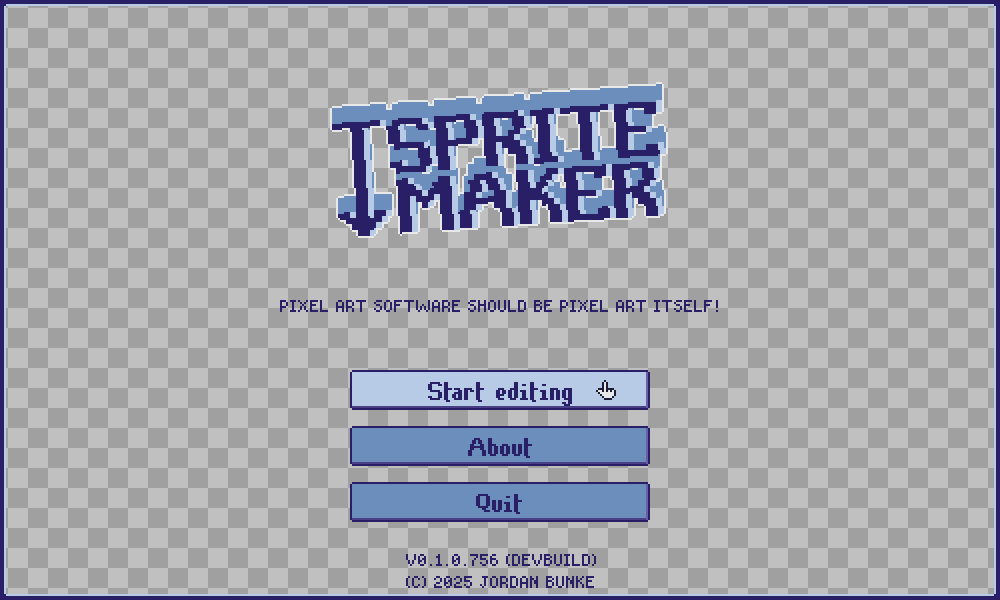 SPRITE
MAKER
PIXEL ART SOFTWARE SHOULD BE PIXEL ART ITSELF!
Start editing
About
Quit
V0.1.0.756 (DEVBUILD)
(C) 2025 JORDAN BUNKE